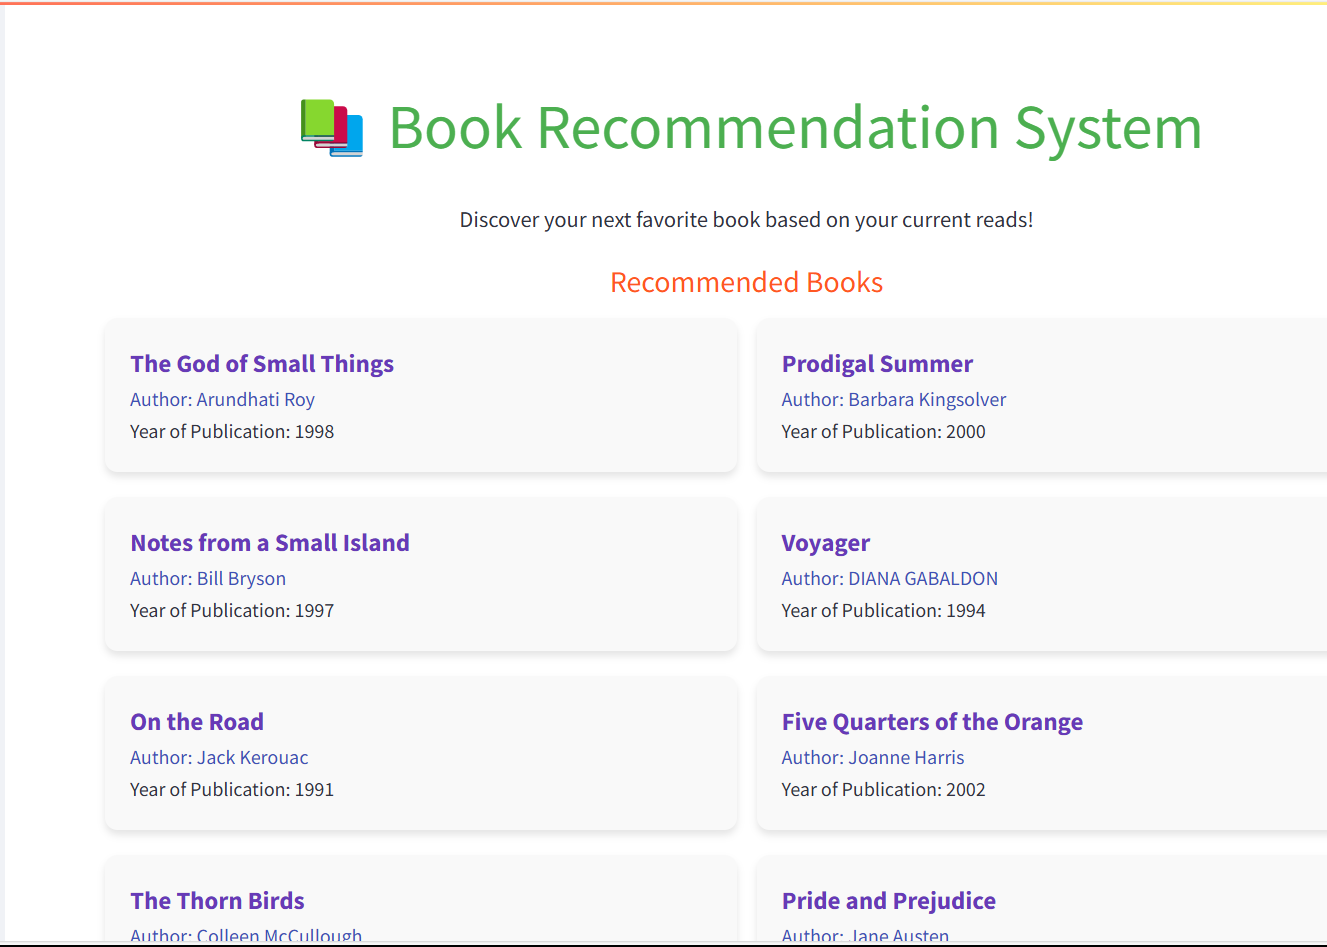 Book Recommendation System
Discover your next favorite book based on your current reads!
Recommended Books
The God of Small Things
Author: Arundhati Roy
Year of Publication: 1998
Prodigal Summer
Author: Barbara Kingsolver
Year of Publication: 2000
Notes from a Small Island
Author: Bill Bryson
Year of Publication: 1997
Voyager
Author: DIANA GABALDON
Year of Publication: 1994
On the Road
Author: Jack Kerouac
Year of Publication: 1991
Five Quarters of the Orange
Author: Joanne Harris
Year of Publication: 2002
The Thorn Birds
Author: Colleen McCullough
Pride and Prejudice
Author: Jane Austen